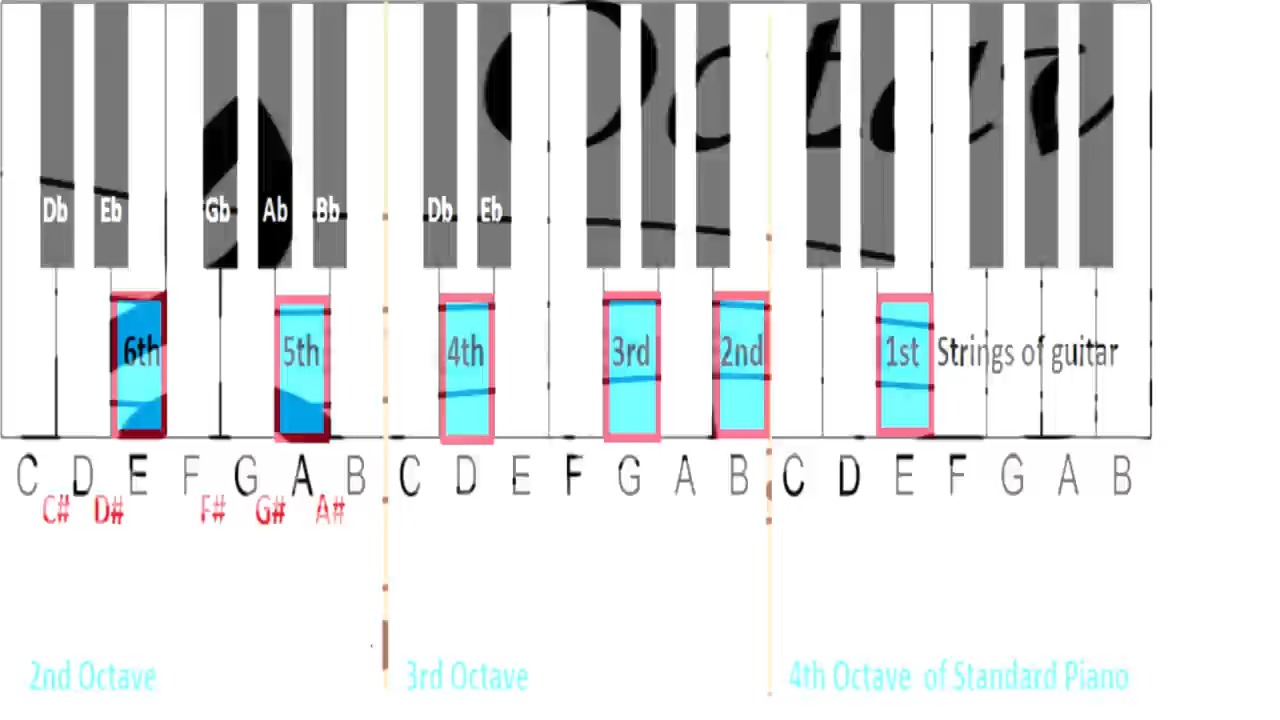 Octav
Db Eb Gb Ab Bb Db Eb
6th 5th 4th 3rd 2nd 1st Strings of guitar
C D E F G A B C D E F G A B C D E F G A B
C# D# F# G# A#
2nd Octave 3rd Octave 4th Octave of Standard Piano